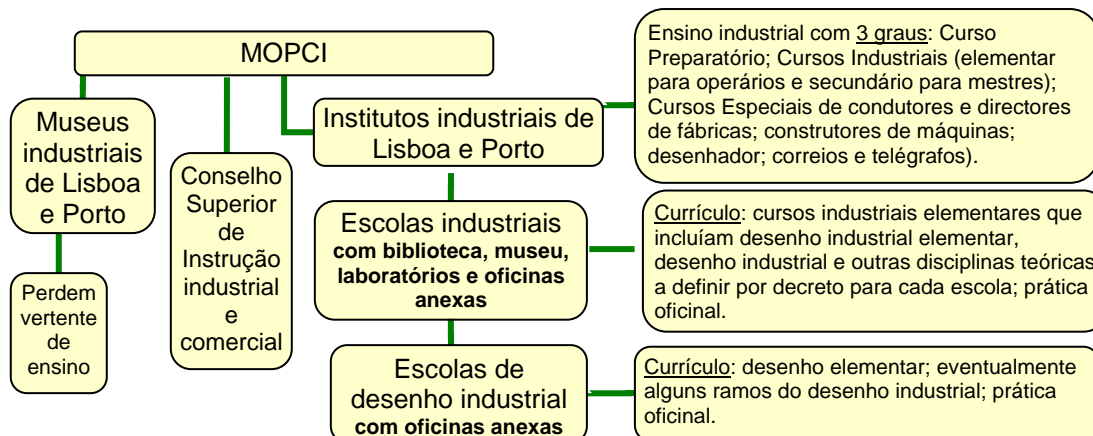 MOPCI
Ensino industrial com 3 graus: Curso
Preparatório; Cursos Industriais (elementar
para operários e secundário para mestres);
Cursos Especiais de condutores e directores
de fábricas; construtores de máquinas;
desenhador; correios e telégrafos).
Museus
industriais
de Lisboa
e Porto
Conselho
Superior
de
Instrução
industrial
e
comercial
Institutos industriais de
Lisboa e Porto
Perdem
vertente
de
ensino
Escolas industriais
com biblioteca, museu,
laboratórios e oficinas
anexas
Currículo: cursos industriais elementares que
incluíam desenho industrial elementar,
desenho industrial e outras disciplinas teóricas
a definir por decreto para cada escola; prática
oficinal.
Escolas de
desenho industrial
com oficinas anexas
Currículo: desenho elementar; eventualmente
alguns ramos do desenho industrial; prática
oficinal.